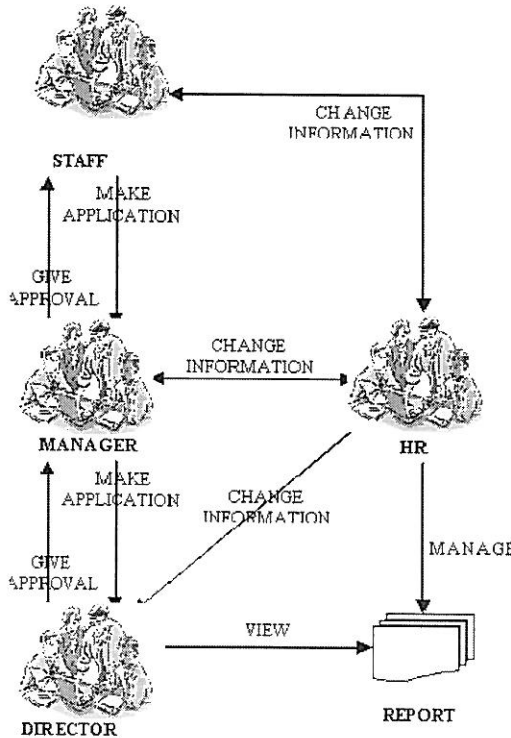 CHANGE
INFORMATION
STAFF
MAKE
APPLICATION
GIVE
APPROVAL
CHANGE
INFORMATION
MANAGER
HR
MAKE
APPLICATION
CHANGE
INFORMATION
GIVE
APPROVAL
MANAGE
VIEW
DIRECTOR
REPORT